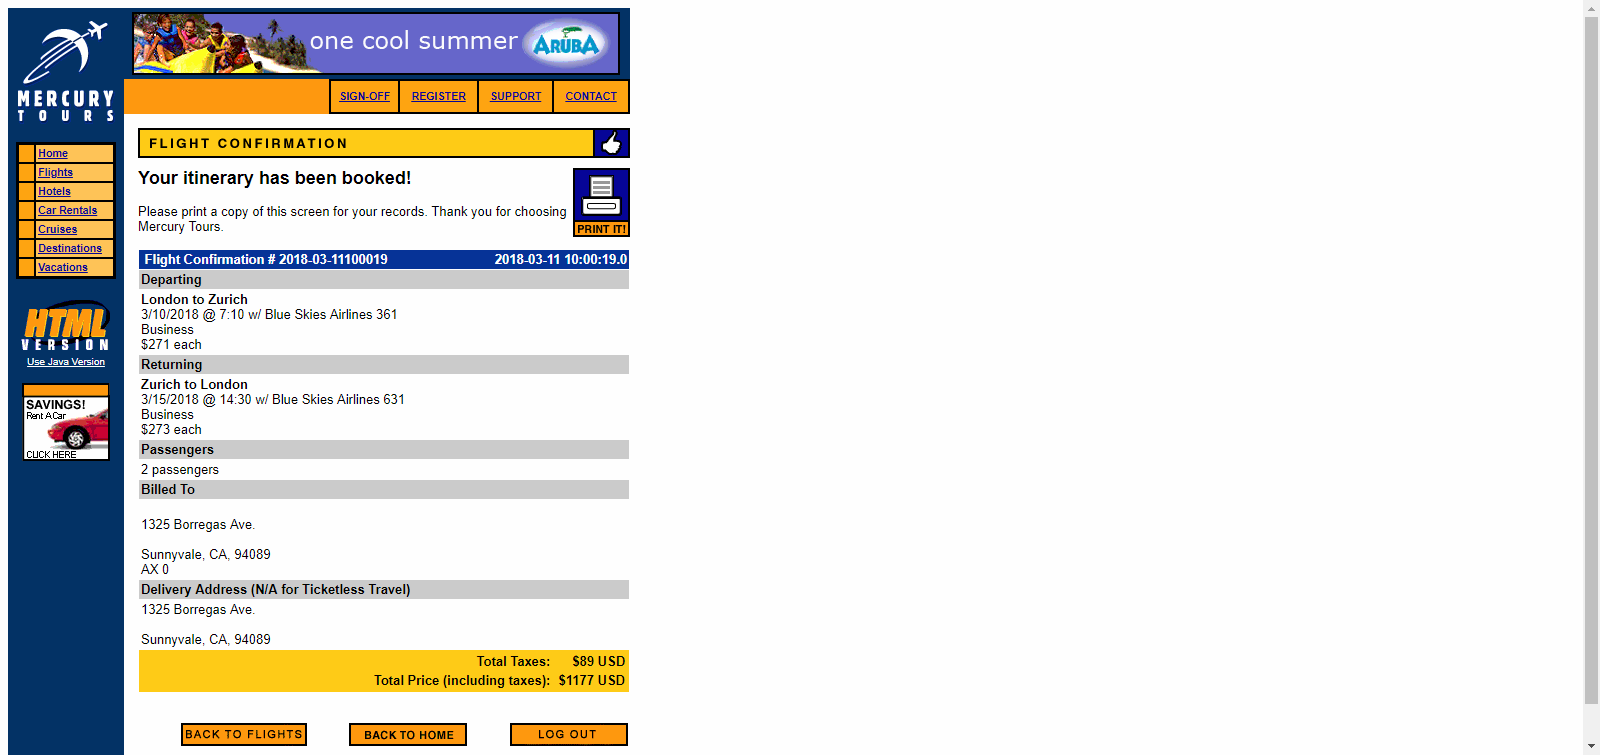 one cool summer ARUBA
MERCURY
TOURS
SIGN-OFF REGISTER SUPPORT CONTACT
Home
Flights
Hotels
Car Rentals
Cruises
Destinations
Vacations
HTML
VERSION
Use Java Version
SAVINGS!
Rent A Car
CLICK HERE
FLIGHT CONFIRMATION
Your itinerary has been booked!
Please print a copy of this screen for your records. Thank you for choosing
Mercury Tours.
PRINT IT!
Flight Confirmation # 2018-03-11100019 2018-03-11 10:00:19.0
Departing
London to Zurich
3/10/2018 @ 7:10 w/ Blue Skies Airlines 361
Business
$271 each
Returning
Zurich to London
3/15/2018 @ 14:30 w/ Blue Skies Airlines 631
Business
$273 each
Passengers
2 passengers
Billed To
1325 Borregas Ave.
Sunnyvale, CA, 94089
AX 0
Delivery Address (N/A for Ticketless Travel)
1325 Borregas Ave.
Sunnyvale, CA, 94089
Total Taxes: $89 USD
Total Price (including taxes): $1177 USD
BACK TO FLIGHTS BACK TO HOME LOG OUT